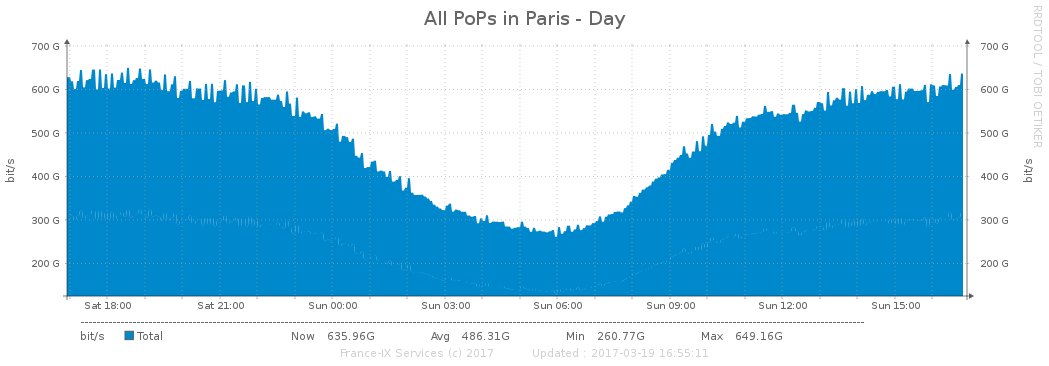 All PoPs in Paris - Day
RRDTOOL / TOBI OETIKER
700 G 700 G
600 G 600 G
500 G 500 G
400 G 400 G
300 G 300 G
200 G 200 G
bit/s bit/s
Sat 18:00 Sat 21:00 Sun 00:00 Sun 03:00 Sun 06:00 Sun 09:00 Sun 12:00 Sun 15:00
bit/s Total Now 635.96G Avg 486.31G Min 260.77G Max 649.16G
France-IX Services (c) 2017 Updated : 2017-03-19 16:55:11